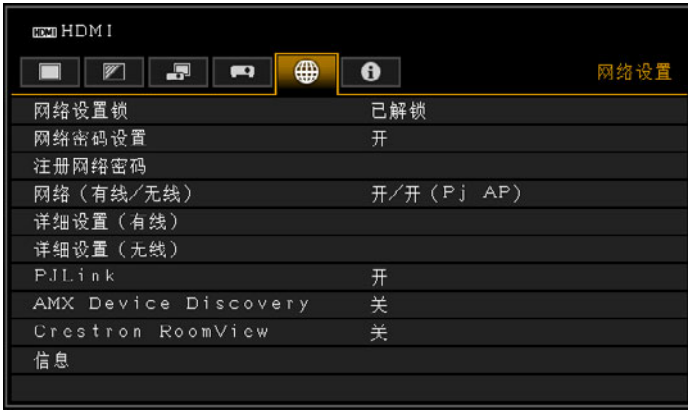 HDMI HDMI
网络设置
网络设置锁 已解锁
网络密码设置 开
注册网络密码
网络（有线/无线） 开/开（Pj AP）
详细设置（有线）
详细设置（无线）
PJLink 开
AMX Device Discovery 关
Crestron RoomView 关
信息